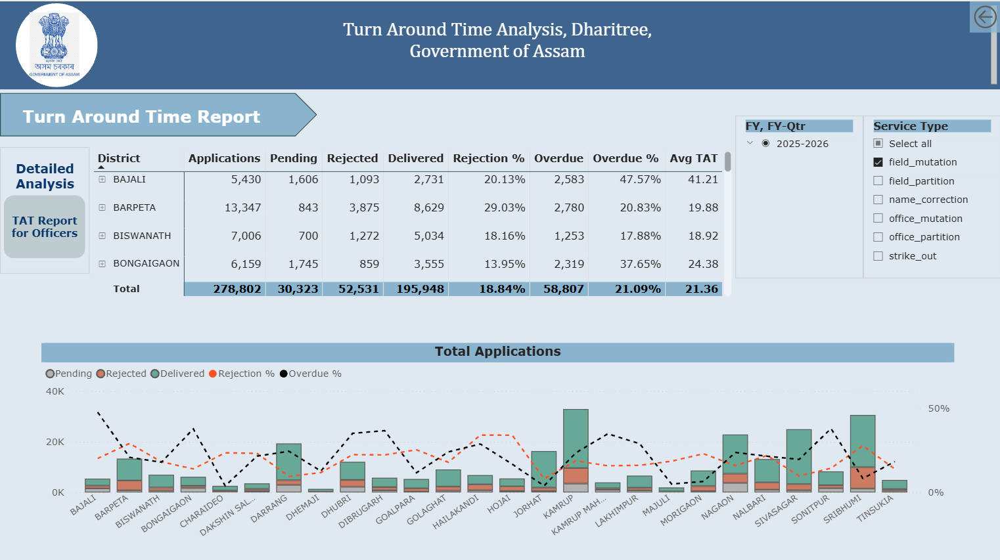 Turn Around Time Analysis, Dharitree,
Government of Assam
অসম চৰকাৰ
GOVERNMENT OF ASSAM
Turn Around Time Report
Detailed
Analysis
TAT Report
for Officers
District Applications Pending Rejected Delivered Rejection % Overdue Overdue % Avg TAT
BAJALI 5,430 1,606 1,093 2,731 20.13% 2,583 47.57% 41.21
BARPETA 13,347 843 3,875 8,629 29.03% 2,780 20.83% 19.88
BISWANATH 7,006 700 1,272 5,034 18.16% 1,253 17.88% 18.92
BONGAIGAON 6,159 1,745 859 3,555 13.95% 2,319 37.65% 24.38
Total 278,802 30,323 52,531 195,948 18.84% 58,807 21.09% 21.36
FY, FY-Qtr
2025-2026
Service Type
Select all
field_mutation
field_partition
name_correction
office_mutation
office_partition
strike_out
Total Applications
Pending Rejected Delivered Rejection % Overdue %
40K
20K
0K
50%
0%
BAJALI
BARPETA
BISWANATH
BONGAIGAON
CHARAIDEO
DAKSHIN SAL...
DARRANG
DHEMAJI
DHUBRI
DIBRUGARH
GOALPARA
GOLAGHAT
HAILAKANDI
HOJAI
JORHAT
KAMRUP
KAMRUP MAH...
LAKHIMPUR
MAJULI
MORIGAON
NAGAON
NALBARI
SIVASAGAR
SONITPUR
SRIBHUMI
TINSUKIA